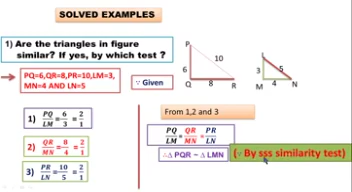 SOLVED EXAMPLES
1) Are the triangles in figure
similar? If yes, by which test ?
PQ=6,QR=8,PR=10,LM=3,
MN=4 AND LN=5
∵ Given
P
6
10
Q 8 R
L
3
5
M 4 N
1) PQ/LM = 6/3 = 2/1
2) QR/MN = 8/4 = 2/1
3) PR/LN = 10/5 = 2/1
From 1,2 and 3
PQ/LM = QR/MN = PR/LN
∴∆ PQR ~ ∆ LMN
(∵ By sss similarity test)